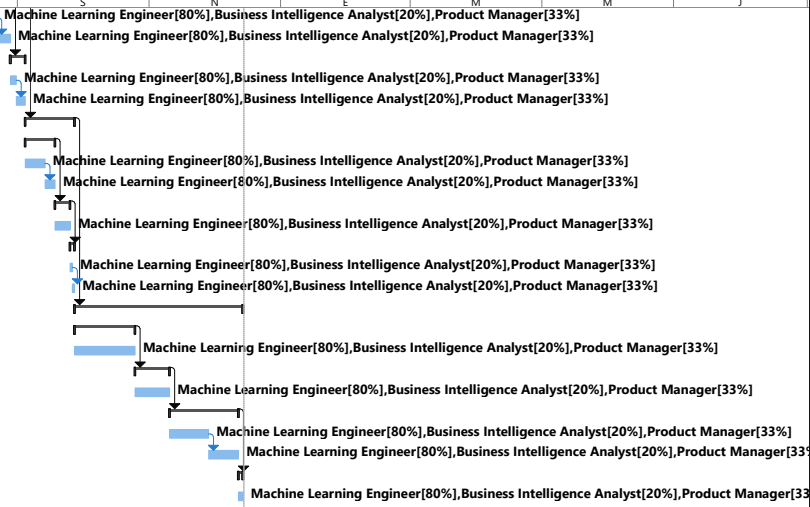 S N E M M J
Machine Learning Engineer[80%],Business Intelligence Analyst[20%],Product Manager[33%]
Machine Learning Engineer[80%],Business Intelligence Analyst[20%],Product Manager[33%]
Machine Learning Engineer[80%],Business Intelligence Analyst[20%],Product Manager[33%]
Machine Learning Engineer[80%],Business Intelligence Analyst[20%],Product Manager[33%]
Machine Learning Engineer[80%],Business Intelligence Analyst[20%],Product Manager[33%]
Machine Learning Engineer[80%],Business Intelligence Analyst[20%],Product Manager[33%]
Machine Learning Engineer[80%],Business Intelligence Analyst[20%],Product Manager[33%]
Machine Learning Engineer[80%],Business Intelligence Analyst[20%],Product Manager[33%]
Machine Learning Engineer[80%],Business Intelligence Analyst[20%],Product Manager[33%]
Machine Learning Engineer[80%],Business Intelligence Analyst[20%],Product Manager[33%]
Machine Learning Engineer[80%],Business Intelligence Analyst[20%],Product Manager[33%]
Machine Learning Engineer[80%],Business Intelligence Analyst[20%],Product Manager[33%]
Machine Learning Engineer[80%],Business Intelligence Analyst[20%],Product Manager[33%
Machine Learning Engineer[80%],Business Intelligence Analyst[20%],Product Manager[33